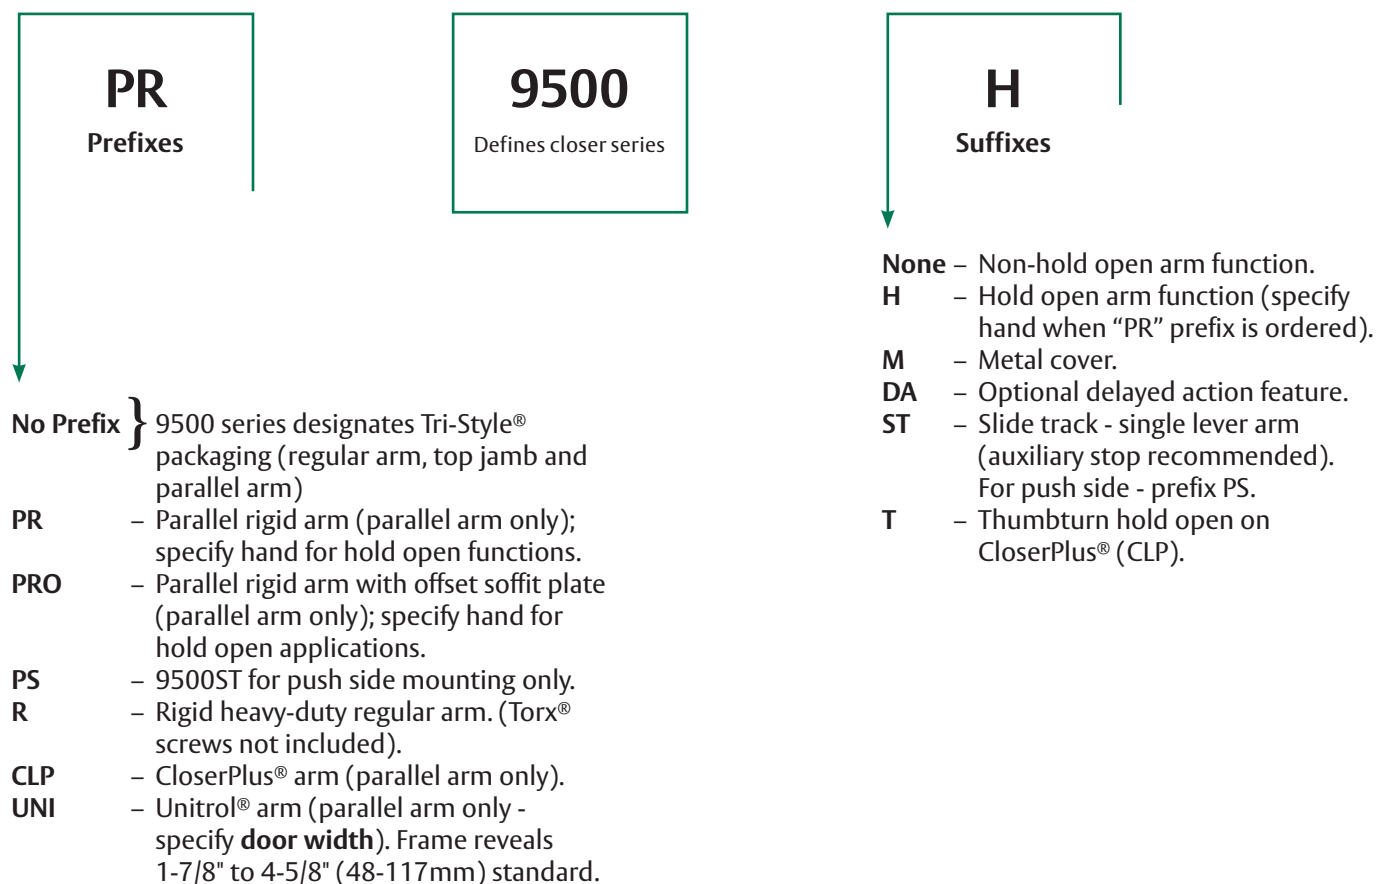 PR
Prefixes
9500
Defines closer series
H
Suffixes
No Prefix } 9500 series designates Tri-Style®
packaging (regular arm, top jamb and
parallel arm)
PR – Parallel rigid arm (parallel arm only);
specify hand for hold open functions.
PRO – Parallel rigid arm with offset soffit plate
(parallel arm only); specify hand for
hold open applications.
PS – 9500ST for push side mounting only.
R – Rigid heavy-duty regular arm. (Torx®
screws not included).
CLP – CloserPlus® arm (parallel arm only).
UNI – Unitrol® arm (parallel arm only -
specify door width). Frame reveals
1-7/8" to 4-5/8" (48-117mm) standard.
None – Non-hold open arm function.
H – Hold open arm function (specify
hand when “PR” prefix is ordered).
M – Metal cover.
DA – Optional delayed action feature.
ST – Slide track - single lever arm
(auxiliary stop recommended).
For push side - prefix PS.
T – Thumbturn hold open on
CloserPlus® (CLP).